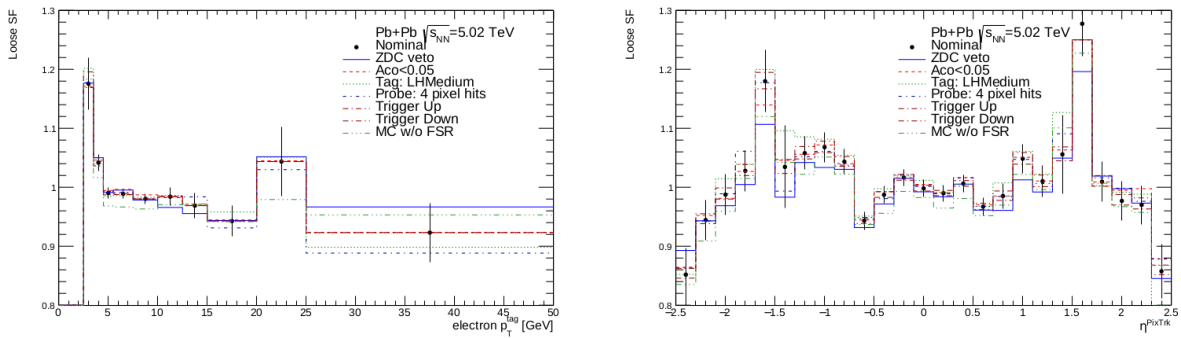 Loose SF
1.3
1.2
1.1
1
0.9
0.8
0 5 10 15 20 25 30 35 40 45 50
electron p_T^tag [GeV]
Pb+Pb √s_NN=5.02 TeV
Nominal
ZDC veto
Aco<0.05
Tag: LHMedium
Probe: 4 pixel hits
Trigger Up
Trigger Down
MC w/o FSR
Loose SF
1.3
1.2
1.1
1
0.9
0.8
−2.5 −2 −1.5 −1 −0.5 0 0.5 1 1.5 2 2.5
η^PixTrk
Pb+Pb √s_NN=5.02 TeV
Nominal
ZDC veto
Aco<0.05
Tag: LHMedium
Probe: 4 pixel hits
Trigger Up
Trigger Down
MC w/o FSR